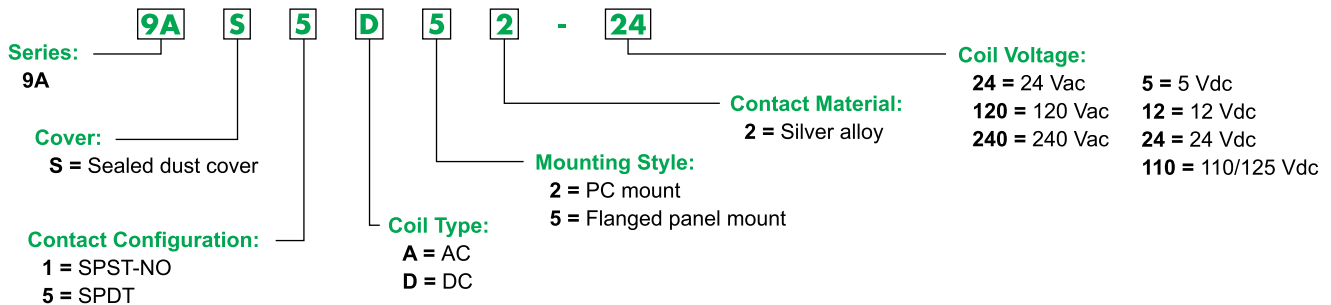 9A S 5 D 5 2 - 24
Series:
9A
Cover:
S = Sealed dust cover
Contact Configuration:
1 = SPST-NO
5 = SPDT
Coil Type:
A = AC
D = DC
Mounting Style:
2 = PC mount
5 = Flanged panel mount
Contact Material:
2 = Silver alloy
Coil Voltage:
24 = 24 Vac 5 = 5 Vdc
120 = 120 Vac 12 = 12 Vdc
240 = 240 Vac 24 = 24 Vdc
110 = 110/125 Vdc